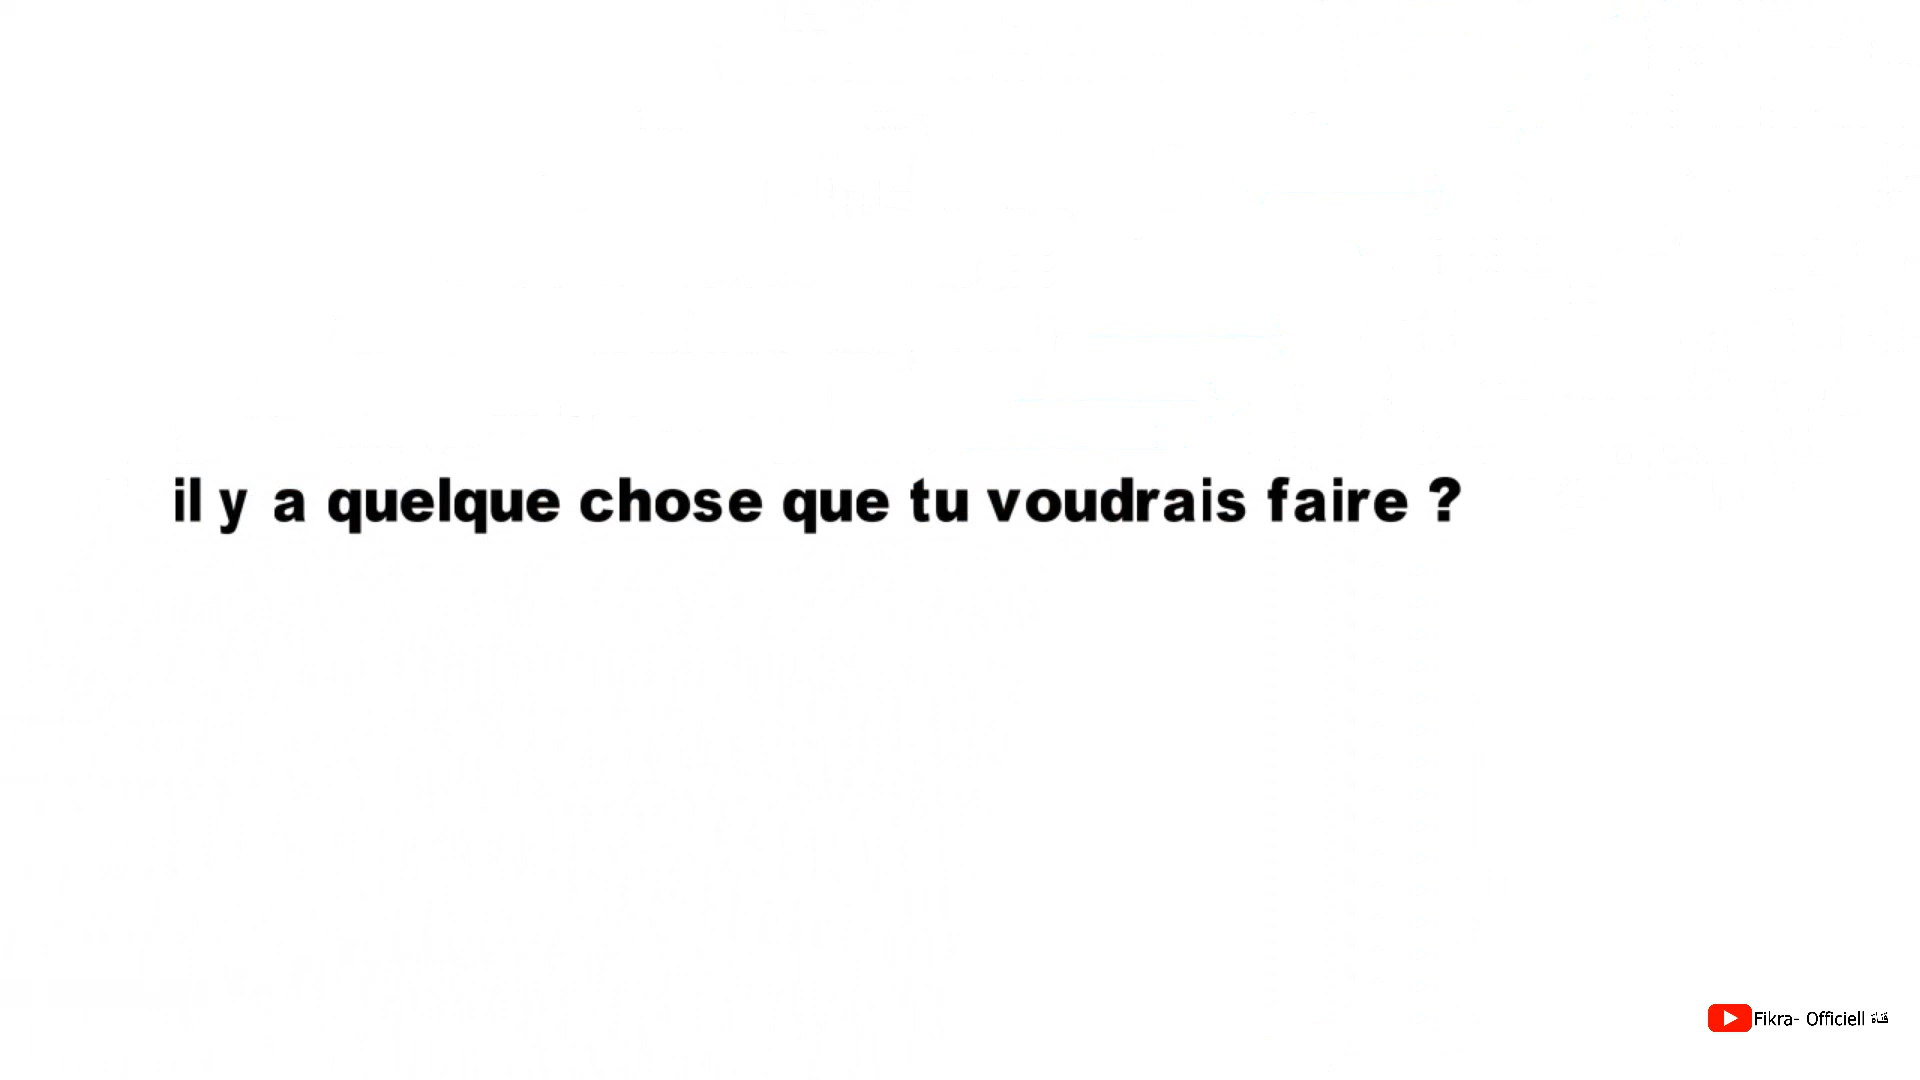 il y a quelque chose que tu voudrais faire ?
Fikra- Officiell قناة